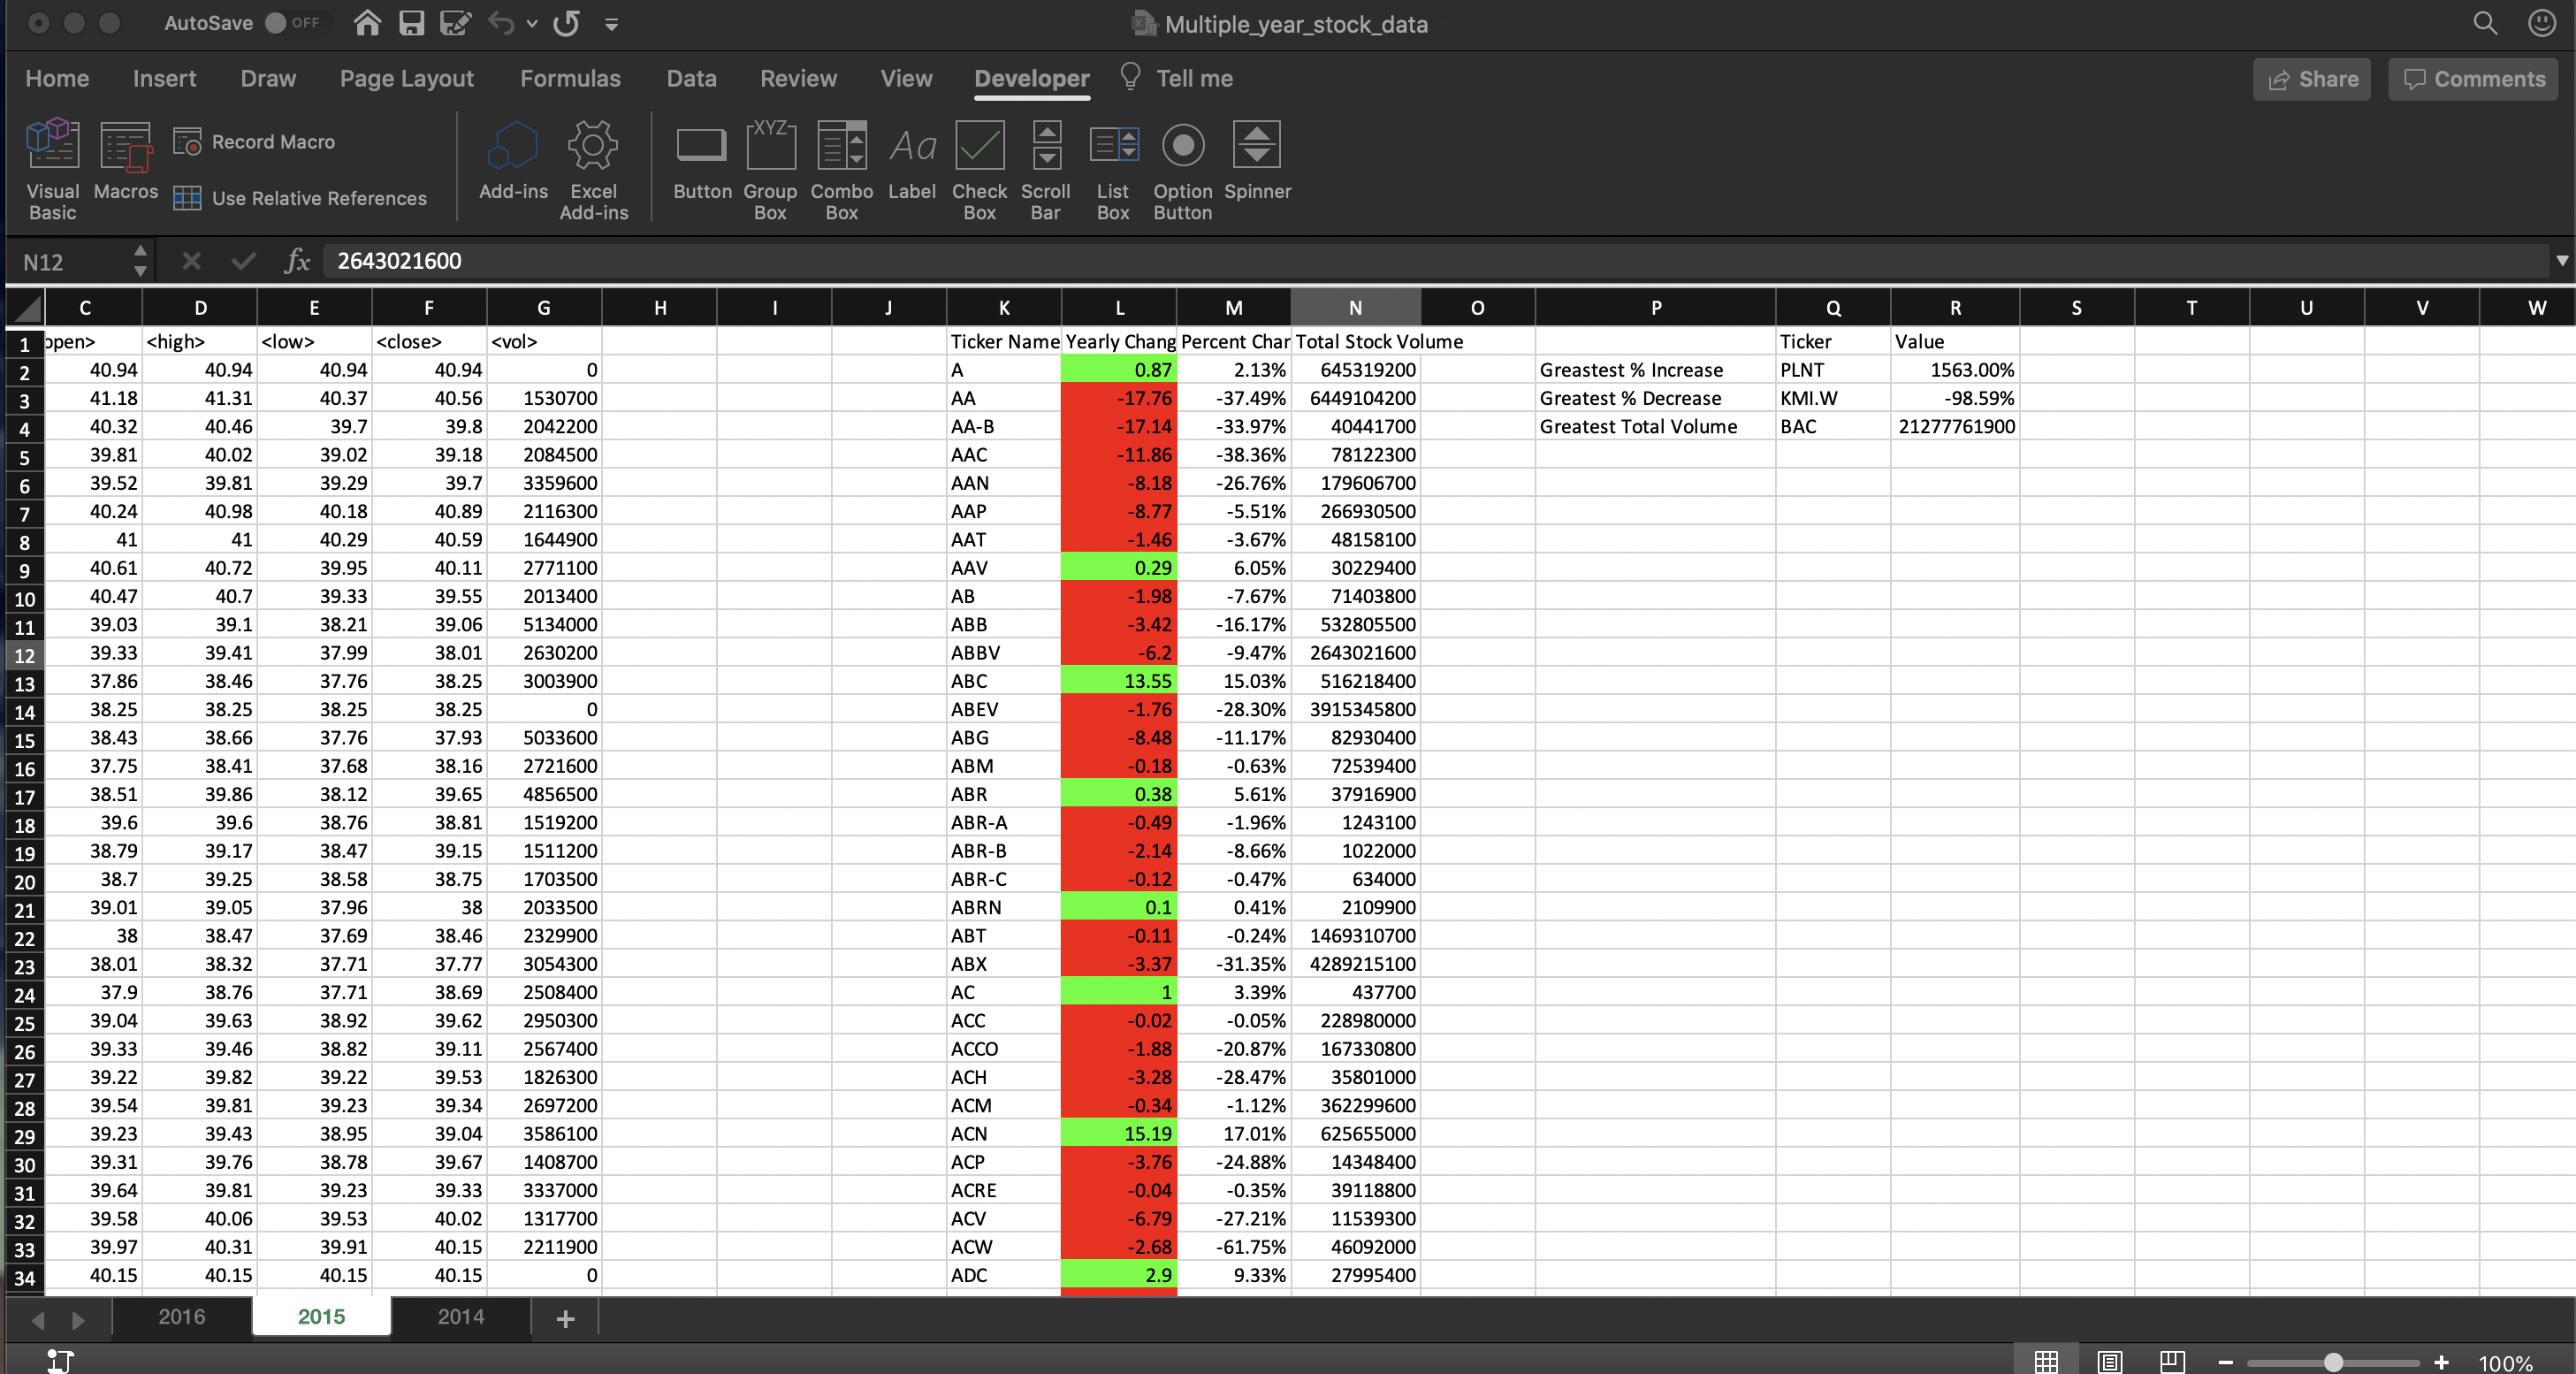 AutoSave OFF Multiple_year_stock_data
Home Insert Draw Page Layout Formulas Data Review View Developer Tell me Share Comments
Visual Basic Macros Record Macro Use Relative References Add-ins Excel Add-ins Button XYZ Group Box Combo Box Aa Label Check Box Scroll Bar List Box Option Button Spinner
N12 fx 2643021600
C D E F G H I J K L M N O P Q R S T U V W
1 open> <high> <low> <close> <vol> Ticker Name Yearly Chang Percent Char Total Stock Volume Ticker Value
2 40.94 40.94 40.94 40.94 0 A 0.87 2.13% 645319200 Greastest % Increase PLNT 1563.00%
3 41.18 41.31 40.37 40.56 1530700 AA -17.76 -37.49% 6449104200 Greatest % Decrease KMI.W -98.59%
4 40.32 40.46 39.7 39.8 2042200 AA-B -17.14 -33.97% 40441700 Greatest Total Volume BAC 21277761900
5 39.81 40.02 39.02 39.18 2084500 AAC -11.86 -38.36% 78122300
6 39.52 39.81 39.29 39.7 3359600 AAN -8.18 -26.76% 179606700
7 40.24 40.98 40.18 40.89 2116300 AAP -8.77 -5.51% 266930500
8 41 41 40.29 40.59 1644900 AAT -1.46 -3.67% 48158100
9 40.61 40.72 39.95 40.11 2771100 AAV 0.29 6.05% 30229400
10 40.47 40.7 39.33 39.55 2013400 AB -1.98 -7.67% 71403800
11 39.03 39.1 38.21 39.06 5134000 ABB -3.42 -16.17% 532805500
12 39.33 39.41 37.99 38.01 2630200 ABBV -6.2 -9.47% 2643021600
13 37.86 38.46 37.76 38.25 3003900 ABC 13.55 15.03% 516218400
14 38.25 38.25 38.25 38.25 0 ABEV -1.76 -28.30% 3915345800
15 38.43 38.66 37.76 37.93 5033600 ABG -8.48 -11.17% 82930400
16 37.75 38.41 37.68 38.16 2721600 ABM -0.18 -0.63% 72539400
17 38.51 39.86 38.12 39.65 4856500 ABR 0.38 5.61% 37916900
18 39.6 39.6 38.76 38.81 1519200 ABR-A -0.49 -1.96% 1243100
19 38.79 39.17 38.47 39.15 1511200 ABR-B -2.14 -8.66% 1022000
20 38.7 39.25 38.58 38.75 1703500 ABR-C -0.12 -0.47% 634000
21 39.01 39.05 37.96 38 2033500 ABRN 0.1 0.41% 2109900
22 38 38.47 37.69 38.46 2329900 ABT -0.11 -0.24% 1469310700
23 38.01 38.32 37.71 37.77 3054300 ABX -3.37 -31.35% 4289215100
24 37.9 38.76 37.71 38.69 2508400 AC 1 3.39% 437700
25 39.04 39.63 38.92 39.62 2950300 ACC -0.02 -0.05% 228980000
26 39.33 39.46 38.82 39.11 2567400 ACCO -1.88 -20.87% 167330800
27 39.22 39.82 39.22 39.53 1826300 ACH -3.28 -28.47% 35801000
28 39.54 39.81 39.23 39.34 2697200 ACM -0.34 -1.12% 362299600
29 39.23 39.43 38.95 39.04 3586100 ACN 15.19 17.01% 625655000
30 39.31 39.76 38.78 39.67 1408700 ACP -3.76 -24.88% 14348400
31 39.64 39.81 39.23 39.33 3337000 ACRE -0.04 -0.35% 39118800
32 39.58 40.06 39.53 40.02 1317700 ACV -6.79 -27.21% 11539300
33 39.97 40.31 39.91 40.15 2211900 ACW -2.68 -61.75% 46092000
34 40.15 40.15 40.15 40.15 0 ADC 2.9 9.33% 27995400
2016 2015 2014 +
100%